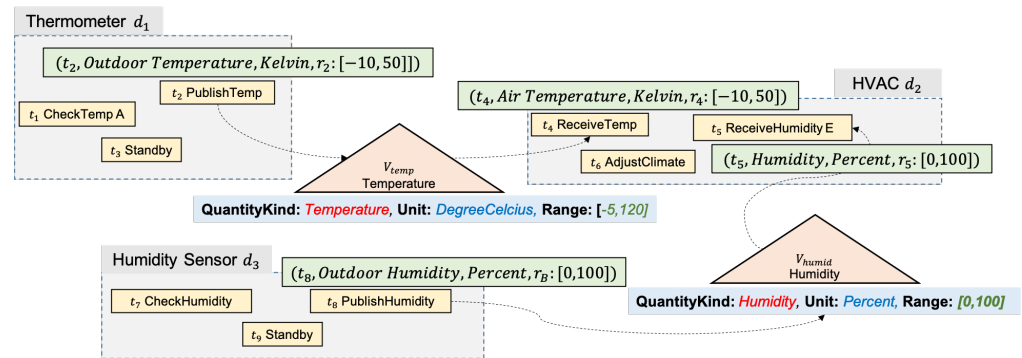 Thermometer d₁
(t₂, Outdoor Temperature, Kelvin, r₂: [−10, 50]])
t₂ PublishTemp
t₁ CheckTemp A
t₃ Standby
HVAC d₂
(t₄, Air Temperature, Kelvin, r₄: [−10, 50])
t₄ ReceiveTemp
t₅ ReceiveHumidity E
t₆ AdjustClimate
(t₅, Humidity, Percent, r₅: [0,100])
V_temp
Temperature
QuantityKind: Temperature, Unit: DegreeCelcius, Range: [-5,120]
Humidity Sensor d₃
(t₈, Outdoor Humidity, Percent, r_B: [0,100])
t₇ CheckHumidity
t₈ PublishHumidity
t₉ Standby
V_humid
Humidity
QuantityKind: Humidity, Unit: Percent, Range: [0,100]